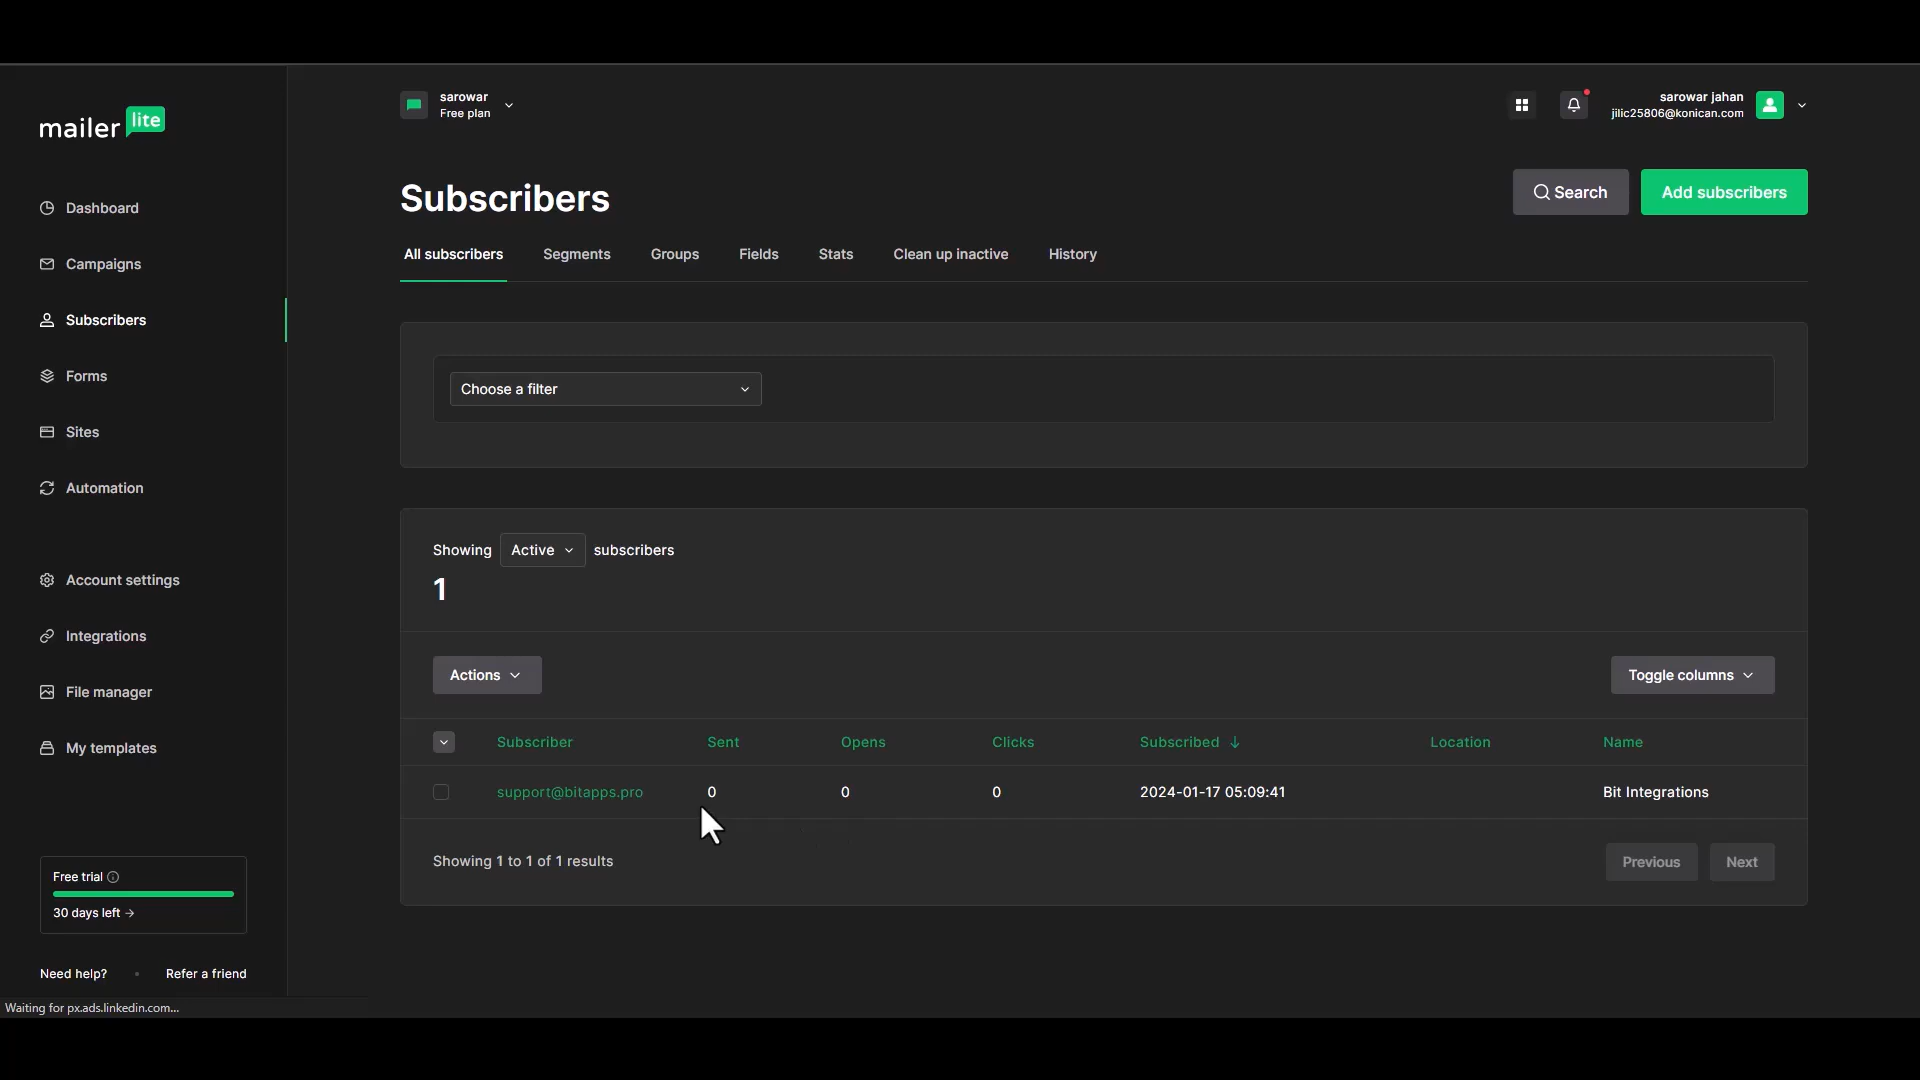 mailer lite
sarowar
Free plan
sarowar jahan
jilic25806@konican.com
Dashboard
Campaigns
Subscribers
Forms
Sites
Automation
Account settings
Integrations
File manager
My templates
Free trial
30 days left →
Need help? • Refer a friend
Waiting for px.ads.linkedin.com...
Subscribers
Search
Add subscribers
All subscribers Segments Groups Fields Stats Clean up inactive History
Choose a filter
Showing Active subscribers
1
Actions
Toggle columns
Subscriber Sent Opens Clicks Subscribed ↓ Location Name
support@bitapps.pro 0 0 0 2024-01-17 05:09:41 Bit Integrations
Showing 1 to 1 of 1 results
Previous Next